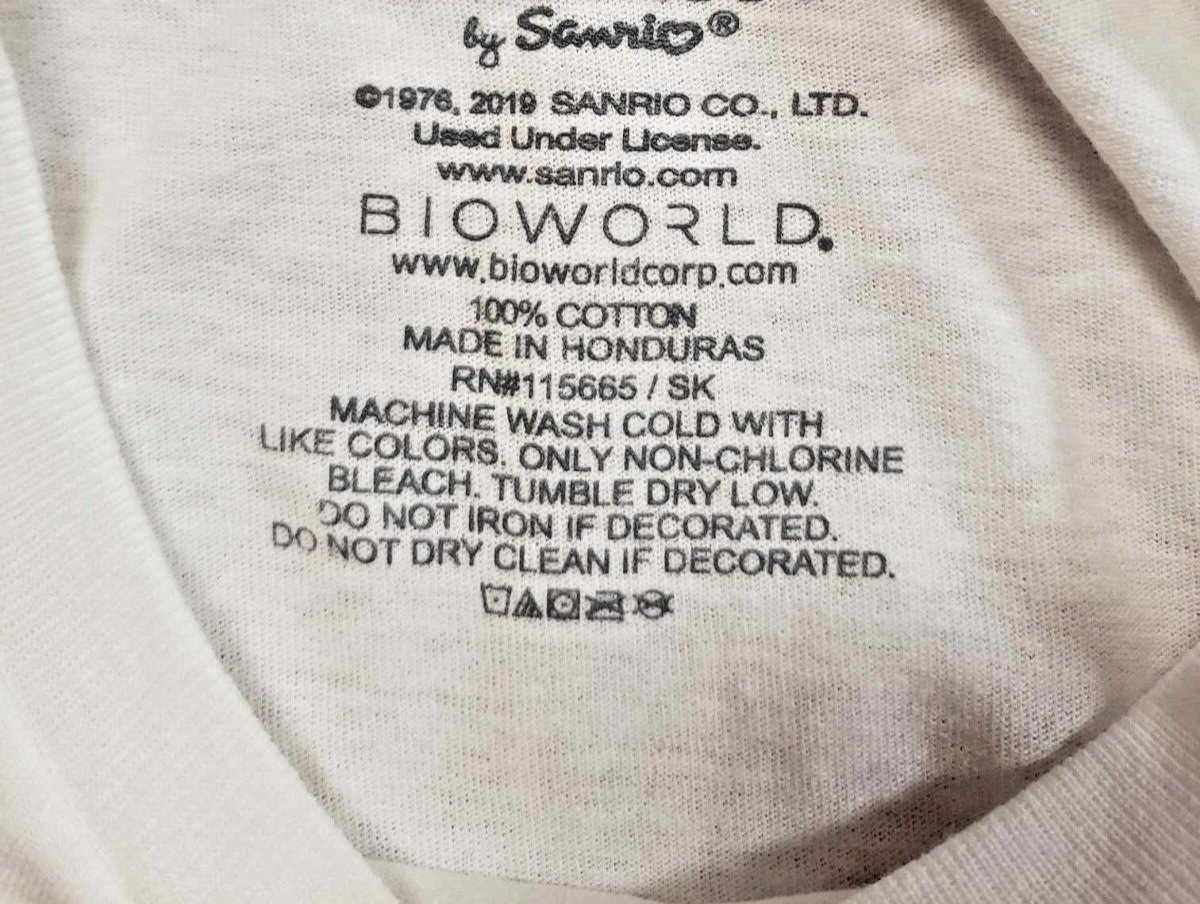 by Sanrio®
©1976, 2019 SANRIO CO., LTD.
Used Under License.
www.sanrio.com
BIOWORLD.
www.bioworldcorp.com
100% COTTON
MADE IN HONDURAS
RN#115665 / SK
MACHINE WASH COLD WITH
LIKE COLORS. ONLY NON-CHLORINE
BLEACH. TUMBLE DRY LOW.
DO NOT IRON IF DECORATED.
DO NOT DRY CLEAN IF DECORATED.